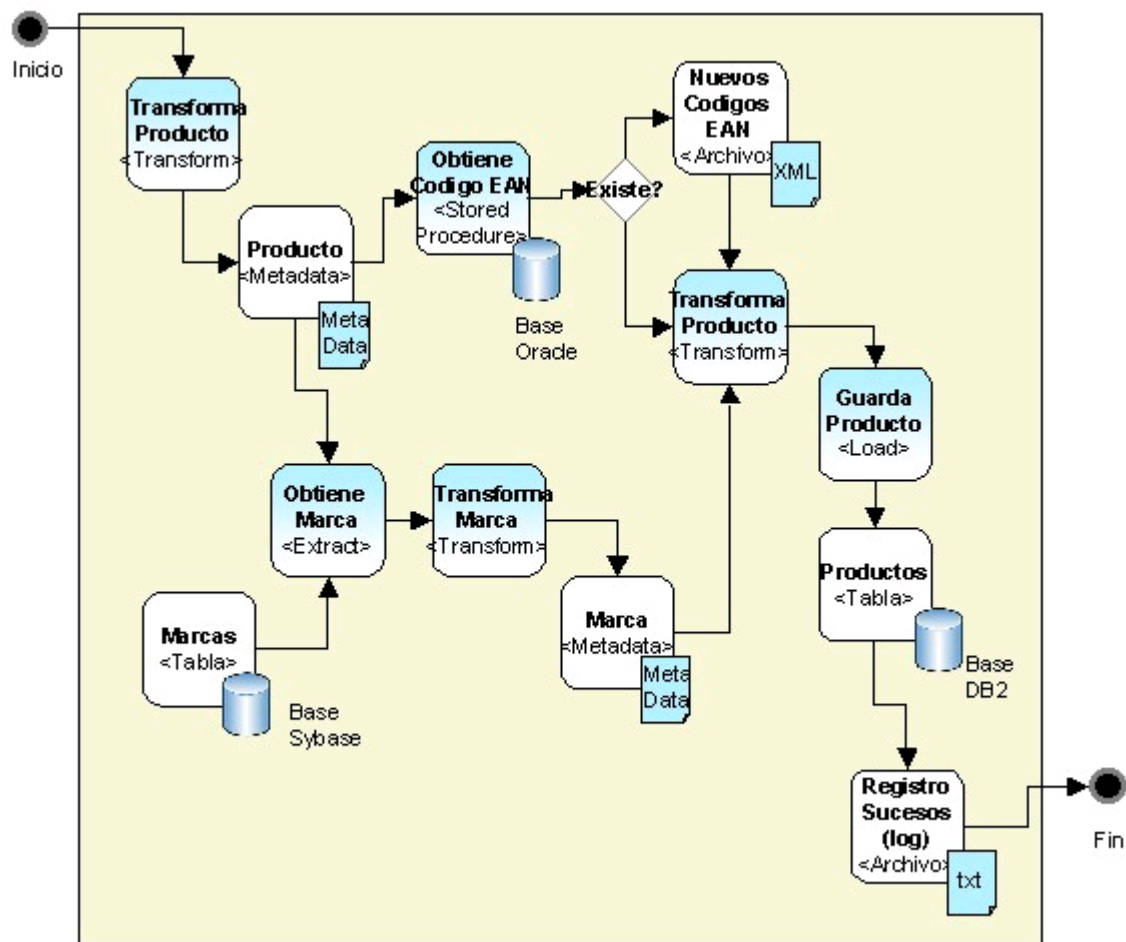 Inicio
Transforma
Producto
<Transform>
Nuevos
Codigos
EAN
<Archivo>
XML
Obtiene
Codigo EAN
<Stored
Procedure>
Existe?
Base
Oracle
Producto
<Metadata>
Meta
Data
Transforma
Producto
<Transform>
Guarda
Producto
<Load>
Obtiene
Marca
<Extract>
Transforma
Marca
<Transform>
Productos
<Tabla>
Base
DB2
Marcas
<Tabla>
Base
Sybase
Marca
<Metadata>
Meta
Data
Registro
Sucesos
(log)
<Archivo>
txt
Fin